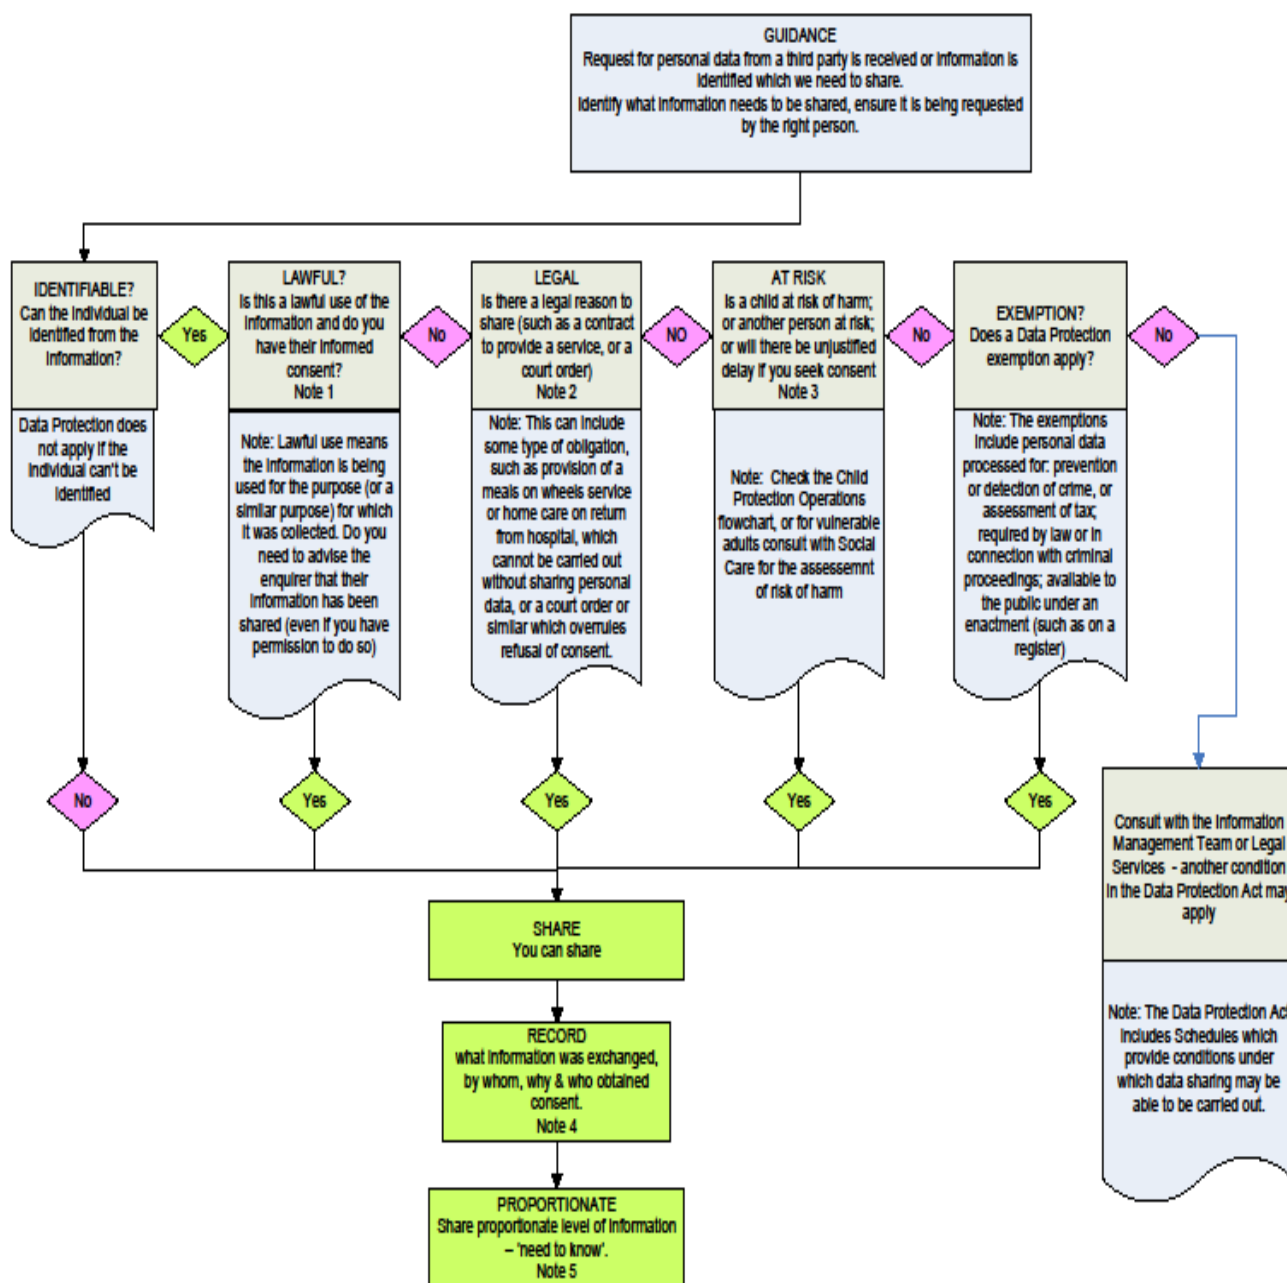 GUIDANCE
Request for personal data from a third party is received or information is
identified which we need to share.
Identify what information needs to be shared, ensure it is being requested
by the right person.
IDENTIFIABLE?
Can the individual be
identified from the
information?
Data Protection does
not apply if the
individual can't be
identified
Yes
LAWFUL?
Is this a lawful use of the
information and do you
have their informed
consent?
Note 1
Note: Lawful use means
the information is being
used for the purpose (or a
similar purpose) for which
it was collected. Do you
need to advise the
enquirer that their
information has been
shared (even if you have
permission to do so)
No
LEGAL
Is there a legal reason to
share (such as a contract
to provide a service, or a
court order)
Note 2
Note: This can include
some type of obligation,
such as provision of a
meals on wheels service
or home care on return
from hospital, which
cannot be carried out
without sharing personal
data, or a court order or
similar which overrules
refusal of consent.
NO
AT RISK
Is a child at risk of harm;
or another person at risk;
or will there be unjustified
delay if you seek consent
Note 3
Note: Check the Child
Protection Operations
flowchart, or for vulnerable
adults consult with Social
Care for the assessemnt
of risk of harm
No
EXEMPTION?
Does a Data Protection
exemption apply?
Note: The exemptions
include personal data
processed for: prevention
or detection of crime, or
assessment of tax;
required by law or in
connection with criminal
proceedings; available to
the public under an
enactment (such as on a
register)
No
No
Yes
Yes
Yes
Yes
Consult with the Information
Management Team or Legal
Services - another condition
in the Data Protection Act may
apply
Note: The Data Protection Act
includes Schedules which
provide conditions under
which data sharing may be
able to be carried out.
SHARE
You can share
RECORD
what information was exchanged,
by whom, why & who obtained
consent.
Note 4
PROPORTIONATE
Share proportionate level of information
– 'need to know'.
Note 5